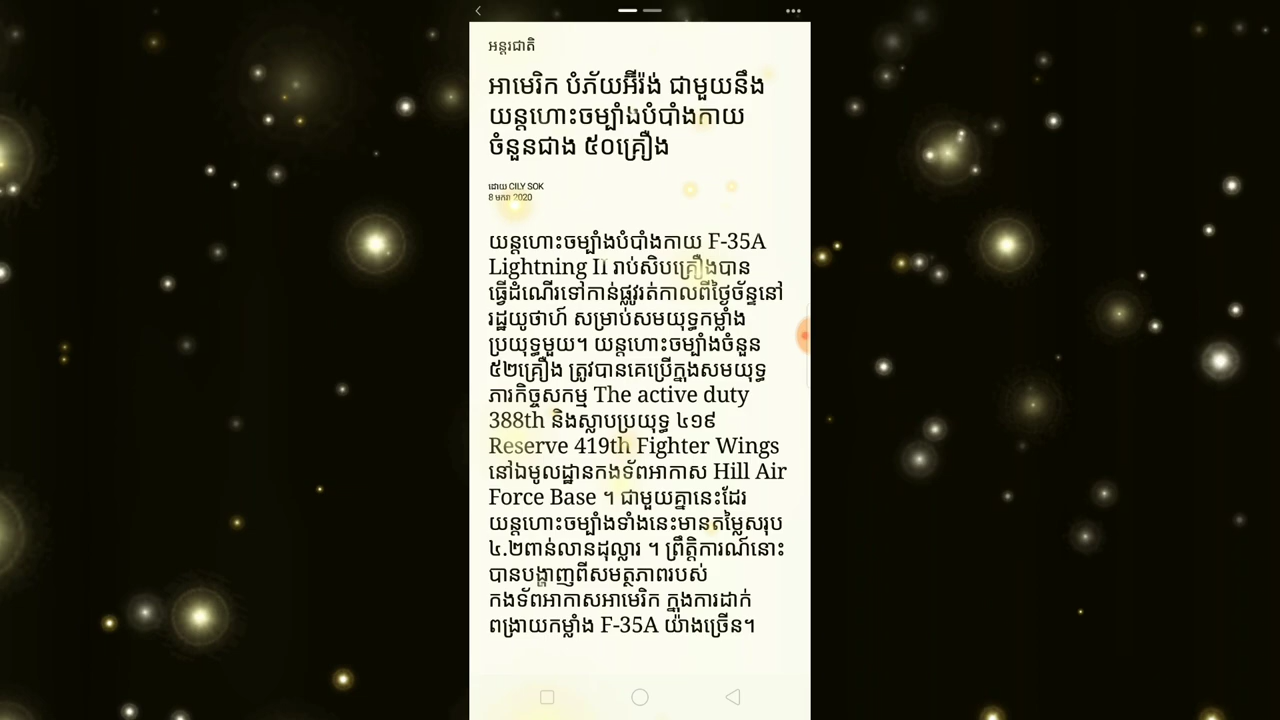 អន្តរជាតិ
អាមេរិក បំភ័យអ៊ីរ៉ង់ ជាមួយនឹង
យន្តហោះចម្បាំងបំបាំងកាយ
ចំនួនជាង ៥០គ្រឿង
ដោយ CILY SOK
8 មករា 2020
យន្តហោះចម្បាំងបំបាំងកាយ F-35A
Lightning II រាប់សិបគ្រឿងបាន
ធ្វើដំណើរទៅកាន់ផ្លូវរត់កាលពីថ្ងៃច័ន្ទនៅ
រដ្ឋយូថាហ៍ សម្រាប់សមយុទ្ធកម្លាំង
ប្រយុទ្ធមួយ។ យន្តហោះចម្បាំងចំនួន
៥២គ្រឿង ត្រូវបានគេប្រើក្នុងសមយុទ្ធ
ភារកិច្ចសកម្ម The active duty
388th និងស្លាបប្រយុទ្ធ ៤១៩
Reserve 419th Fighter Wings
នៅឯមូលដ្ឋានកងទ័ពអាកាស Hill Air
Force Base ។ ជាមួយគ្នានេះដែរ
យន្តហោះចម្បាំងទាំងនេះមានតម្លៃសរុប
៤.២ពាន់លានដុល្លារ ។ ព្រឹត្តិការណ៍នោះ
បានបង្ហាញពីសមត្ថភាពរបស់
កងទ័ពអាកាសអាមេរិក ក្នុងការដាក់
ពង្រាយកម្លាំង F-35A យ៉ាងច្រើន។